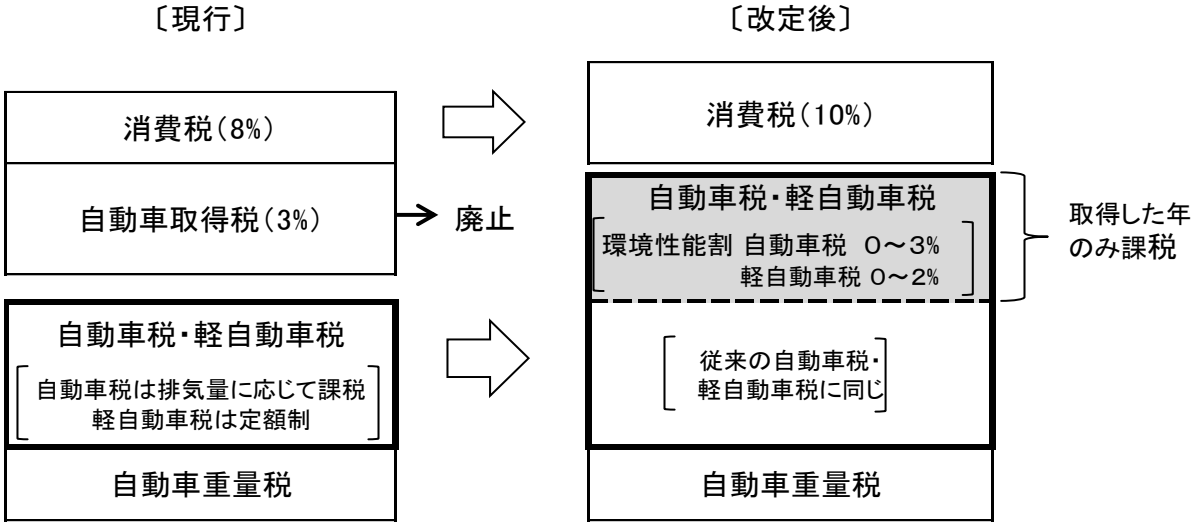 〔現行〕
消費税(8%)
自動車取得税(3%)
廃止
自動車税・軽自動車税
自動車税は排気量に応じて課税
軽自動車税は定額制
自動車重量税
〔改定後〕
消費税(10%)
自動車税・軽自動車税
環境性能割 自動車税 0～3%
軽自動車税 0～2%
取得した年
のみ課税
従来の自動車税・
軽自動車税に同じ
自動車重量税